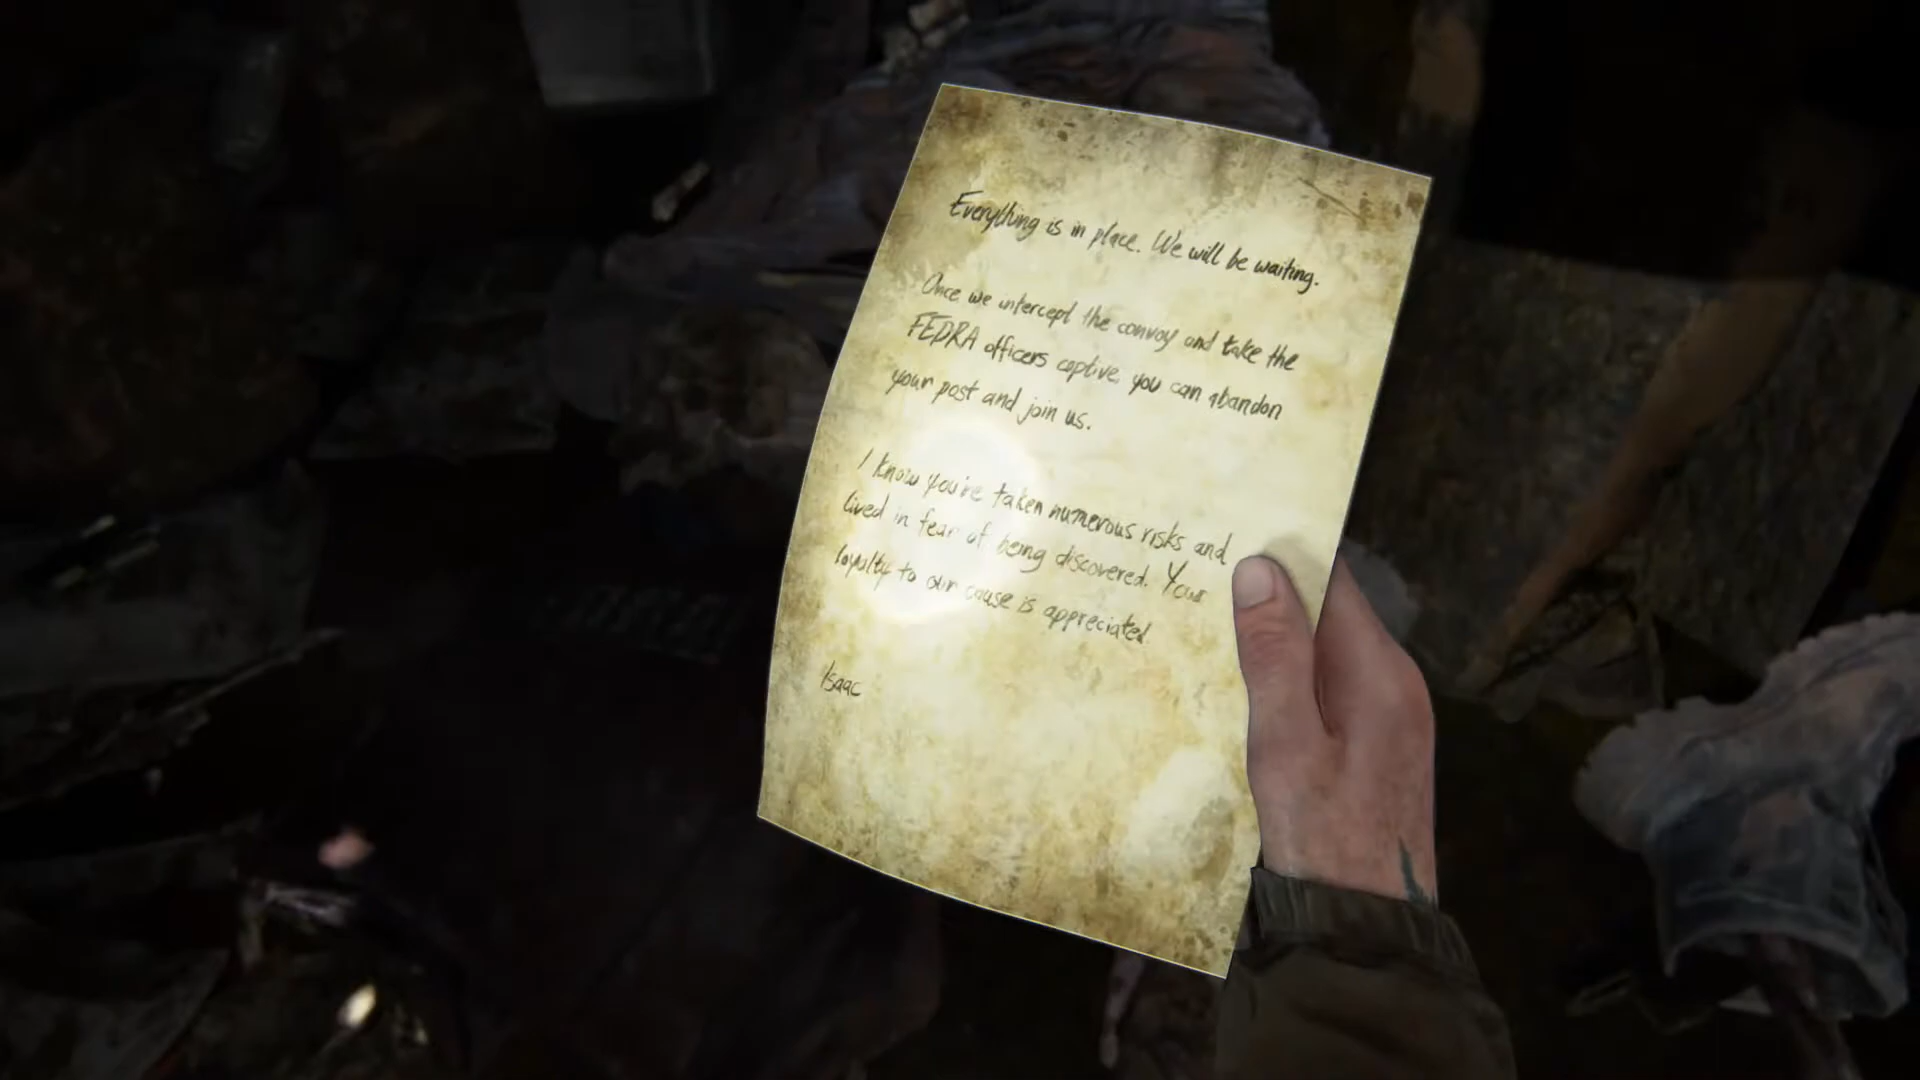 Everything is in place. We will be waiting.
Once we intercept the convoy and take the
FEDRA officers captive, you can abandon
your post and join us.
I know you've taken numerous risks and
lived in fear of being discovered. Your
loyalty to our cause is appreciated.
Isaac